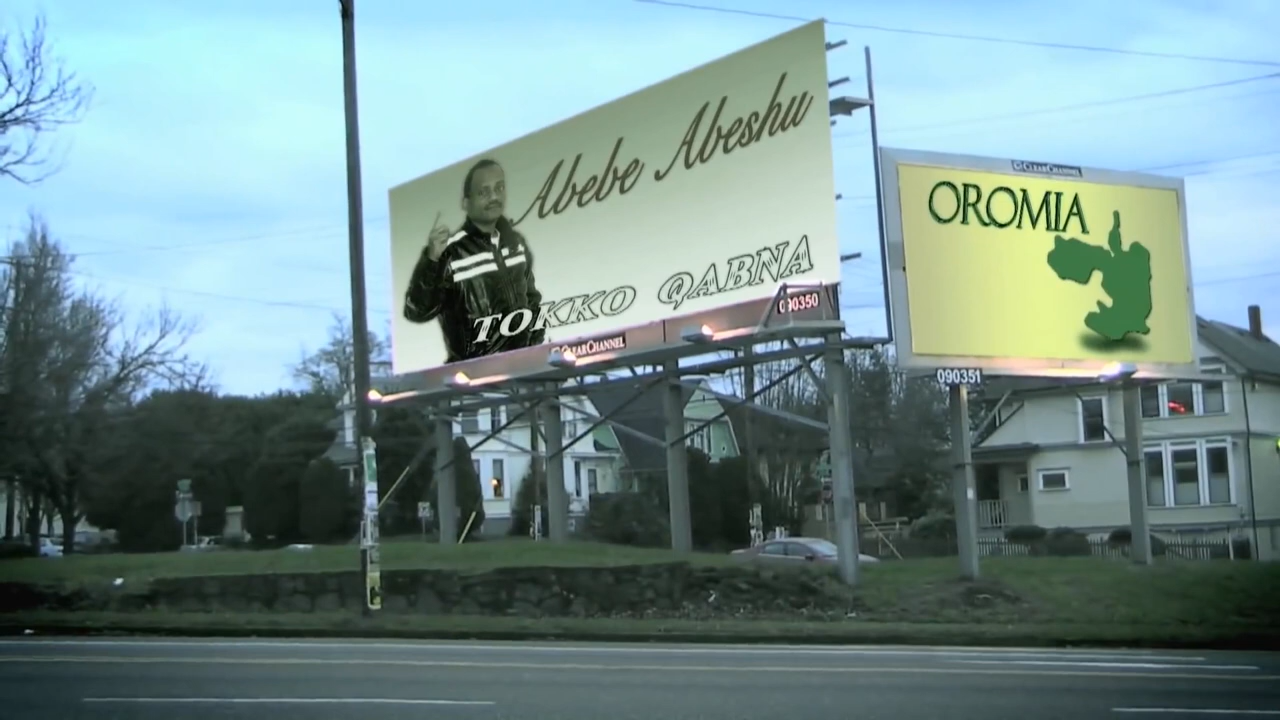 Abebe Abeshu
TOKKO QABNA
090350
CLEARCHANNEL
CLEARCHANNEL
OROMIA
090351